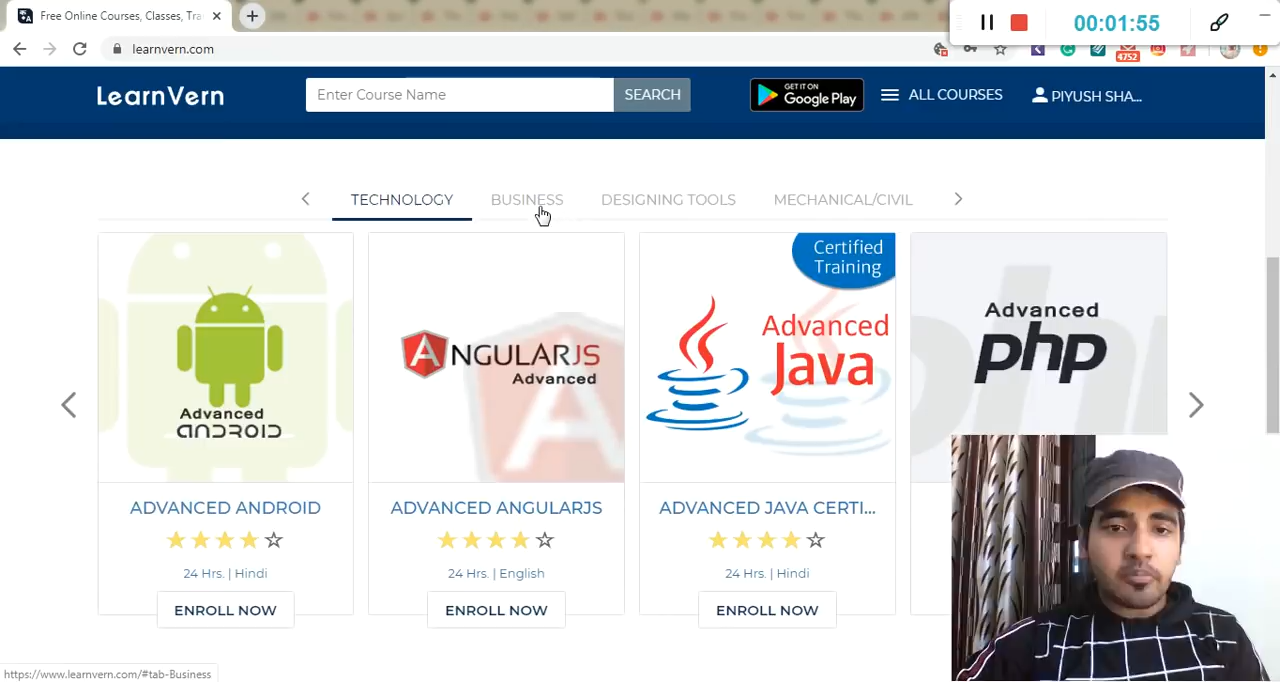 Free Online Courses, Classes, Tra
00:01:55
learnvern.com
4752
LearnVern
Enter Course Name
SEARCH
GET IT ON
Google Play
ALL COURSES
PIYUSH SHA...
TECHNOLOGY
BUSINESS
DESIGNING TOOLS
MECHANICAL/CIVIL
Advanced
ANDROID
ANGULARJS
Advanced
Certified
Training
Advanced
Java
Advanced
php
ADVANCED ANDROID
ADVANCED ANGULARJS
ADVANCED JAVA CERTI...
24 Hrs. | Hindi
24 Hrs. | English
24 Hrs. | Hindi
ENROLL NOW
ENROLL NOW
ENROLL NOW
https://www.learnvern.com/#tab-Business